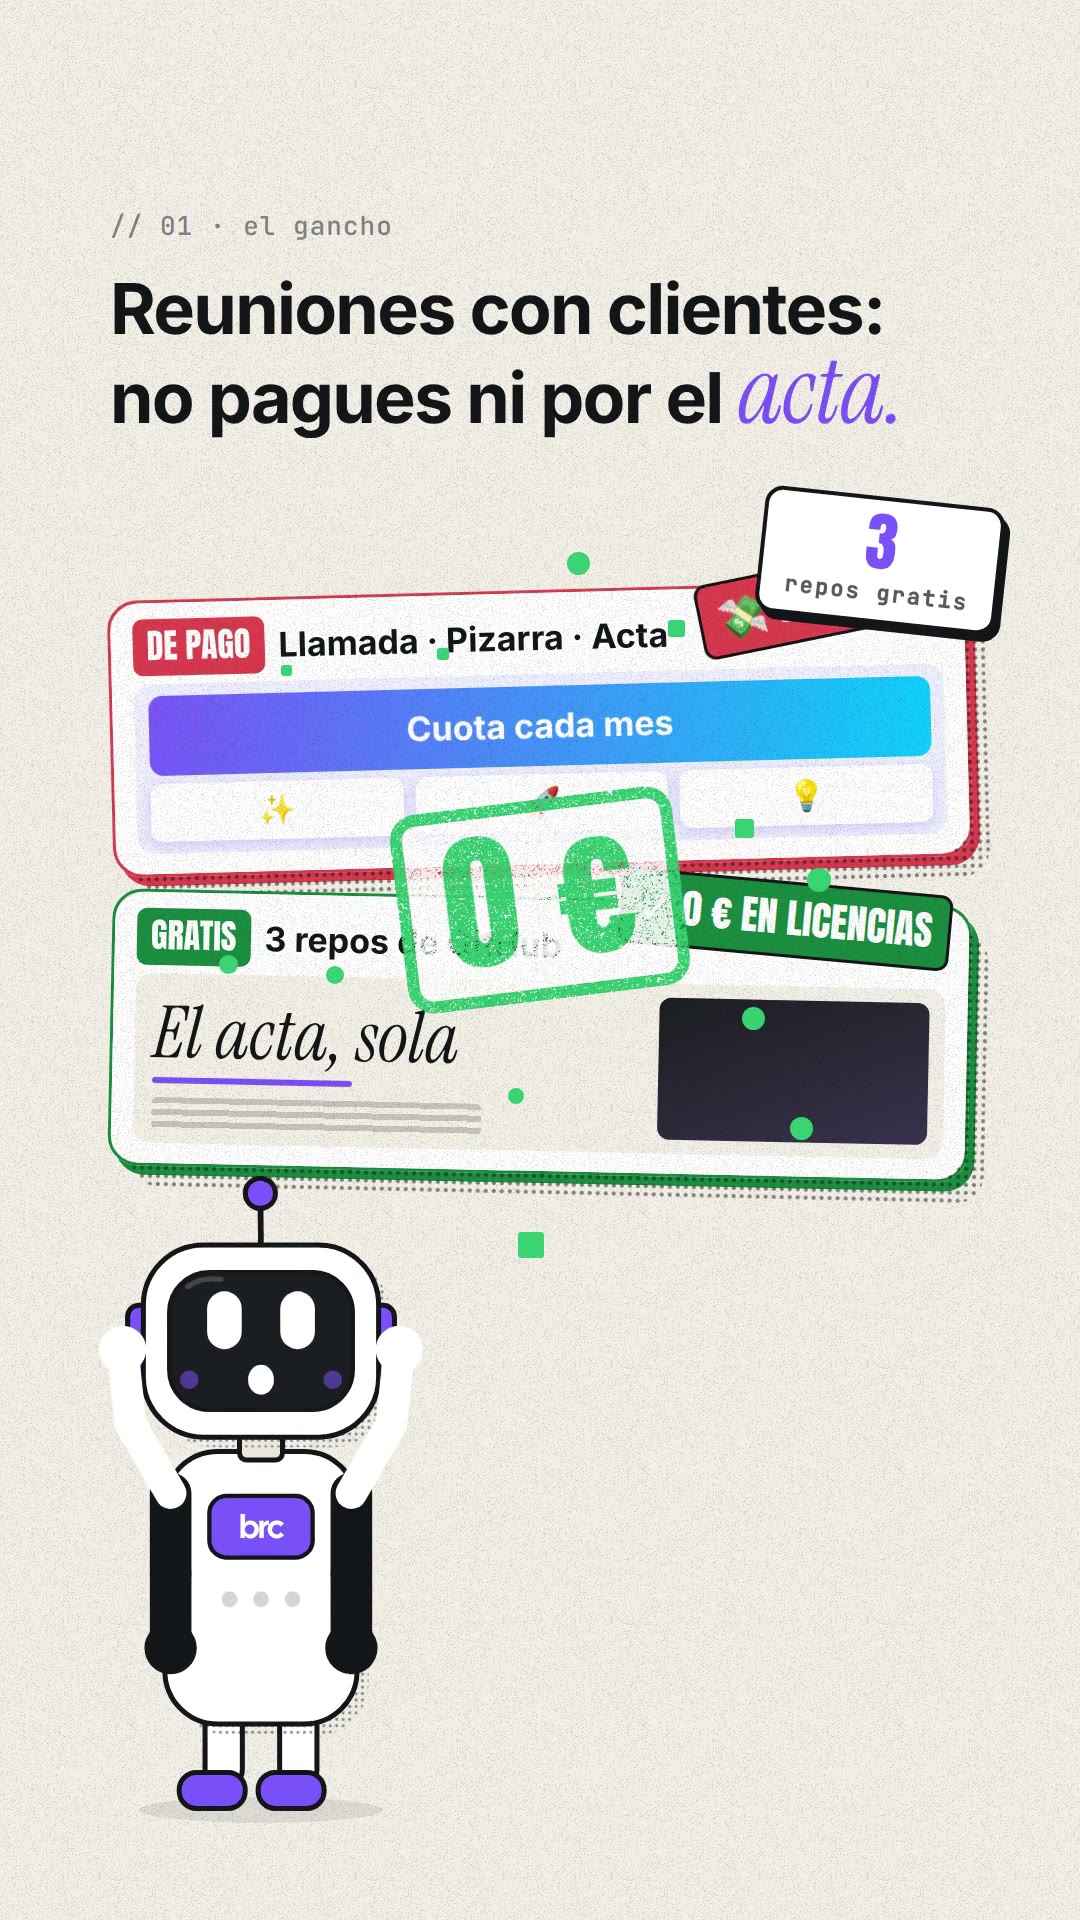 // 01 · el gancho
Reuniones con clientes:
no pagues ni por el acta.
3
repos gratis
DE PAGO
Llamada · Pizarra · Acta
Cuota cada mes
0 €
GRATIS
3 repos de
0 € EN LICENCIAS
El acta, sola
brc